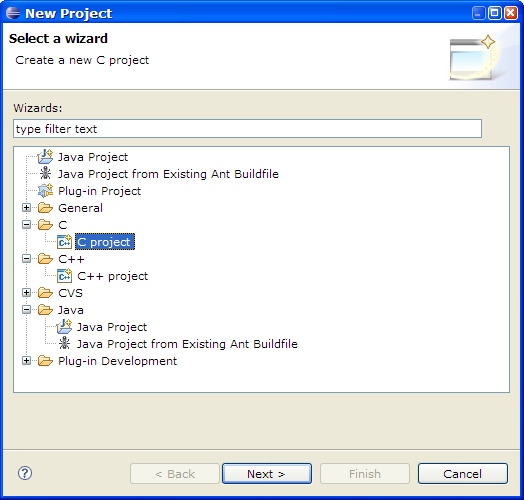 New Project
Select a wizard
Create a new C project
Wizards:
type filter text
Java Project
Java Project from Existing Ant Buildfile
Plug-in Project
General
C
C project
C++
C++ project
CVS
Java
Java Project
Java Project from Existing Ant Buildfile
Plug-in Development
? < Back Next > Finish Cancel